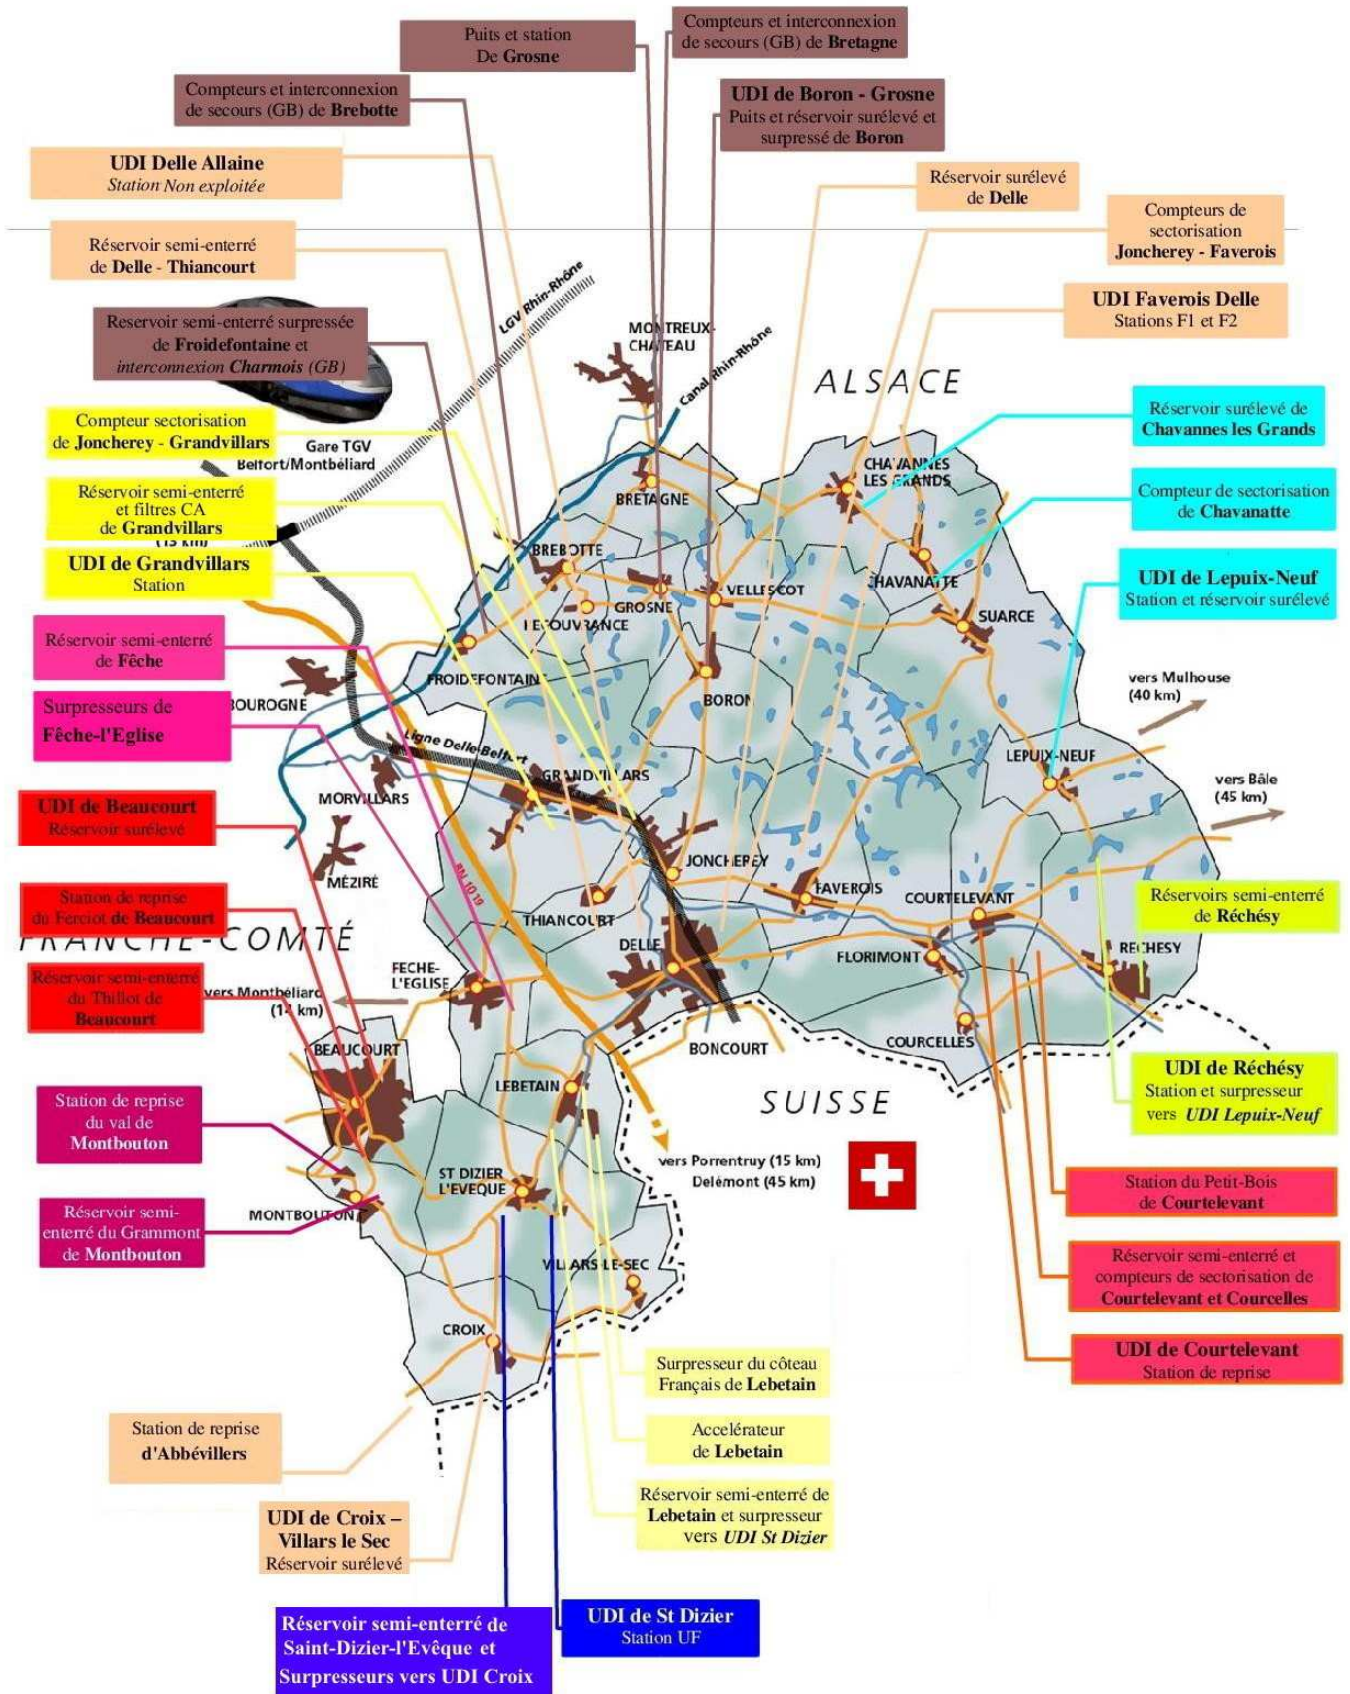 Puits et station
De Grosne
Compteurs et interconnexion
de secours (GB) de Bretagne
Compteurs et interconnexion
de secours (GB) de Brebotte
UDI de Boron - Grosne
Puits et réservoir surélevé et
surpressé de Boron
UDI Delle Allaine
Station Non exploitée
Réservoir surélevé
de Delle
Compteurs de
sectorisation
Joncherey - Faverois
Réservoir semi-enterré
de Delle - Thiancourt
UDI Faverois Delle
Stations F1 et F2
LGV Rhin-Rhône
Reservoir semi-enterré surpressée
de Froidefontaine et
interconnexion Charmois (GB)
MONTREUX-
CHATEAU
Canal Rhin-Rhône
ALSACE
Compteur sectorisation
de Joncherey - Grandvillars
Gare TGV
Belfort/Montbéliard
Réservoir surélevé de
Chavannes les Grands
CHAVANNES
LES GRANDS
Réservoir semi-enterré
et filtres CA
de Grandvillars
(15 km)
BRETAGNE
Compteur de sectorisation
de Chavanatte
UDI de Grandvillars
Station
BREBOTTE
CHAVANATTE
UDI de Lepuix-Neuf
Station et réservoir surélevé
VELLESCOT
GROSNE
SUARCE
RECOUVRANCE
Réservoir semi-enterré
de Fêche
FROIDEFONTAINE
BORON
vers Mulhouse
(40 km)
BOUROGNE
Surpresseurs de
Fêche-l'Eglise
Ligne Delle-Belfort
LEPUIX-NEUF
GRANDVILLARS
vers Bâle
(45 km)
MORVILLARS
UDI de Beaucourt
Réservoir surélevé
JONCHEREY
MÉZIRÉ
RN 1019
FAVEROIS
COURTELEVANT
Station de reprise
du Ferciot de Beaucourt
Réservoirs semi-enterré
de Réchésy
THIANCOURT
FRANCHE-COMTÉ
DELLE
FLORIMONT
RECHESY
Réservoir semi-enterré
du Thillot de
Beaucourt
vers Montbéliard
(14 km)
FECHE-
L'EGLISE
COURCELLES
BEAUCOURT
BONCOURT
UDI de Réchésy
Station et surpresseur
vers UDI Lepuix-Neuf
LEBETAIN
SUISSE
Station de reprise
du val de
Montbouton
vers Porrentruy (15 km)
Delémont (45 km)
ST DIZIER
L'EVEQUE
Station du Petit-Bois
de Courtelevant
MONTBOUTON
Réservoir semi-
enterré du Grammont
de Montbouton
VILLARS-LE-SEC
Réservoir semi-enterré et
compteurs de sectorisation de
Courtelevant et Courcelles
CROIX
UDI de Courtelevant
Station de reprise
Surpresseur du côteau
Français de Lebetain
Station de reprise
d'Abbévillers
Accelérateur
de Lebetain
Réservoir semi-enterré de
Lebetain et surpresseur
vers UDI St Dizier
UDI de Croix –
Villars le Sec
Réservoir surélevé
Réservoir semi-enterré de
Saint-Dizier-l'Evêque et
Surpresseurs vers UDI Croix
UDI de St Dizier
Station UF